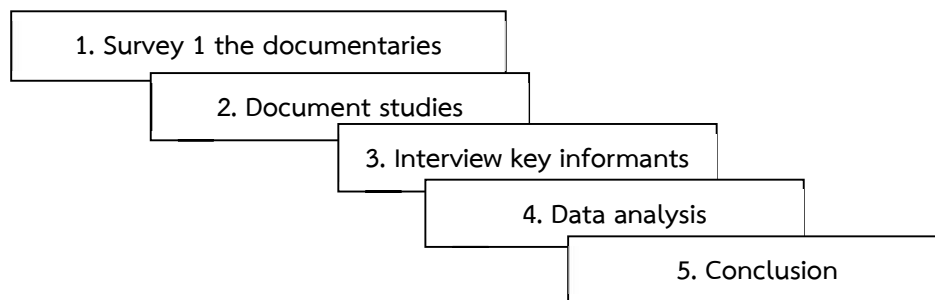 1. Survey 1 the documentaries
2. Document studies
3. Interview key informants
4. Data analysis
5. Conclusion